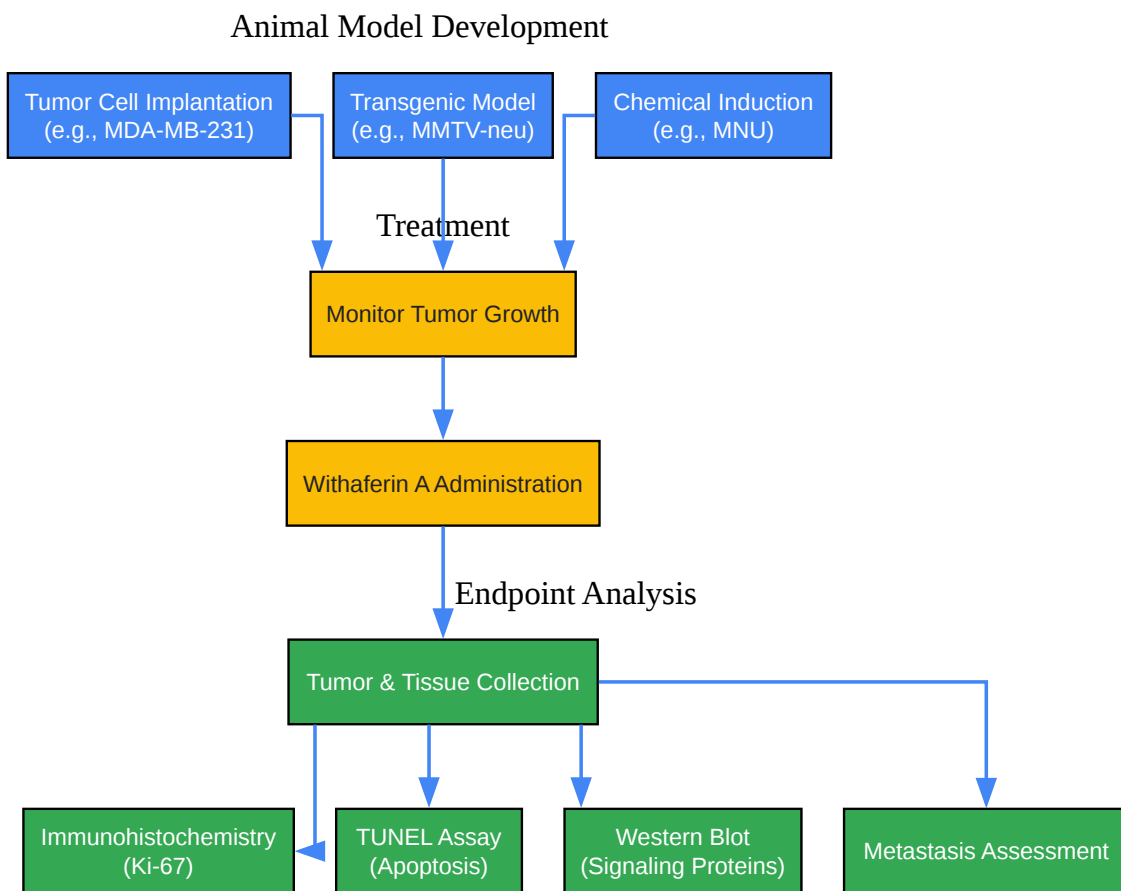 Animal Model Development
Tumor Cell Implantation
(e.g., MDA-MB-231)
Transgenic Model
(e.g., MMTV-neu)
Chemical Induction
(e.g., MNU)
Treatment
Monitor Tumor Growth
Withaferin A Administration
Endpoint Analysis
Tumor & Tissue Collection
Immunohistochemistry
(Ki-67)
TUNEL Assay
(Apoptosis)
Western Blot
(Signaling Proteins)
Metastasis Assessment